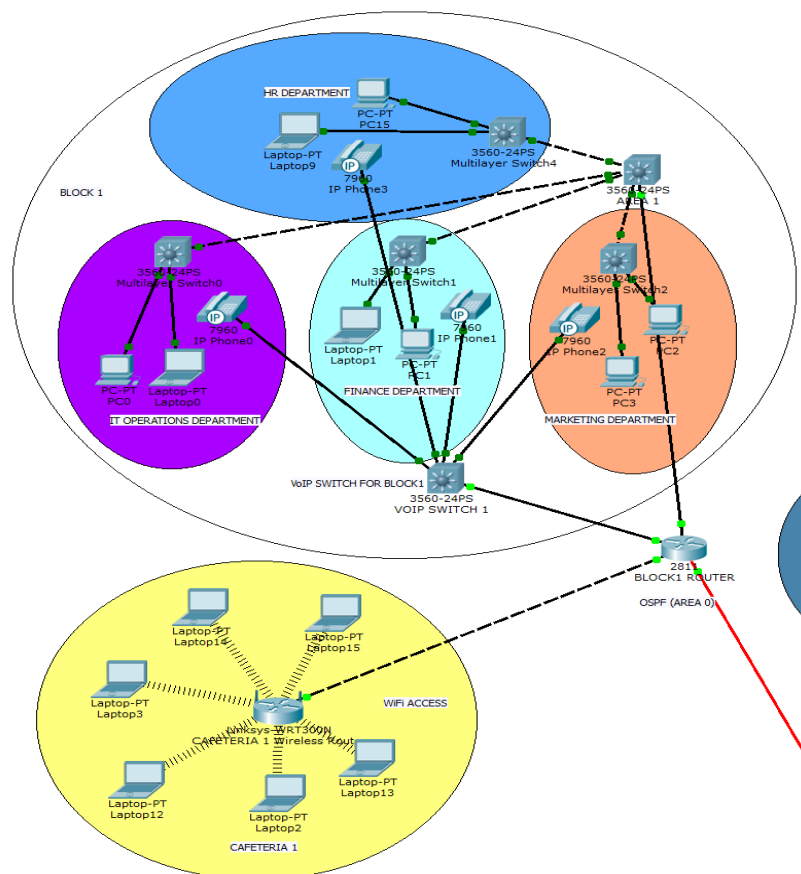 HR DEPARTMENT
PC-PT
PC15
Laptop-PT
Laptop9
3560-24PS
Multilayer Switch4
IP
7960
IP Phone3
3560-24PS
AREA 1
BLOCK 1
3560-24PS
Multilayer Switch0
IP
7960
IP Phone0
PC-PT
PC0
Laptop-PT
Laptop0
IT OPERATIONS DEPARTMENT
3560-24PS
Multilayer Switch1
Laptop-PT
Laptop1
PC-PT
PC1
IP
7960
IP Phone1
FINANCE DEPARTMENT
3560-24PS
Multilayer Switch2
IP
7960
IP Phone2
PC-PT
PC2
PC-PT
PC3
MARKETING DEPARTMENT
VoIP SWITCH FOR BLOCK1
3560-24PS
VOIP SWITCH 1
2811
BLOCK1 ROUTER
OSPF (AREA 0)
Laptop-PT
Laptop14
Laptop-PT
Laptop15
Laptop-PT
Laptop3
WiFi ACCESS
Linksys-WRT300N
CAFETERIA 1 Wireless Rout
Laptop-PT
Laptop12
Laptop-PT
Laptop2
Laptop-PT
Laptop13
CAFETERIA 1